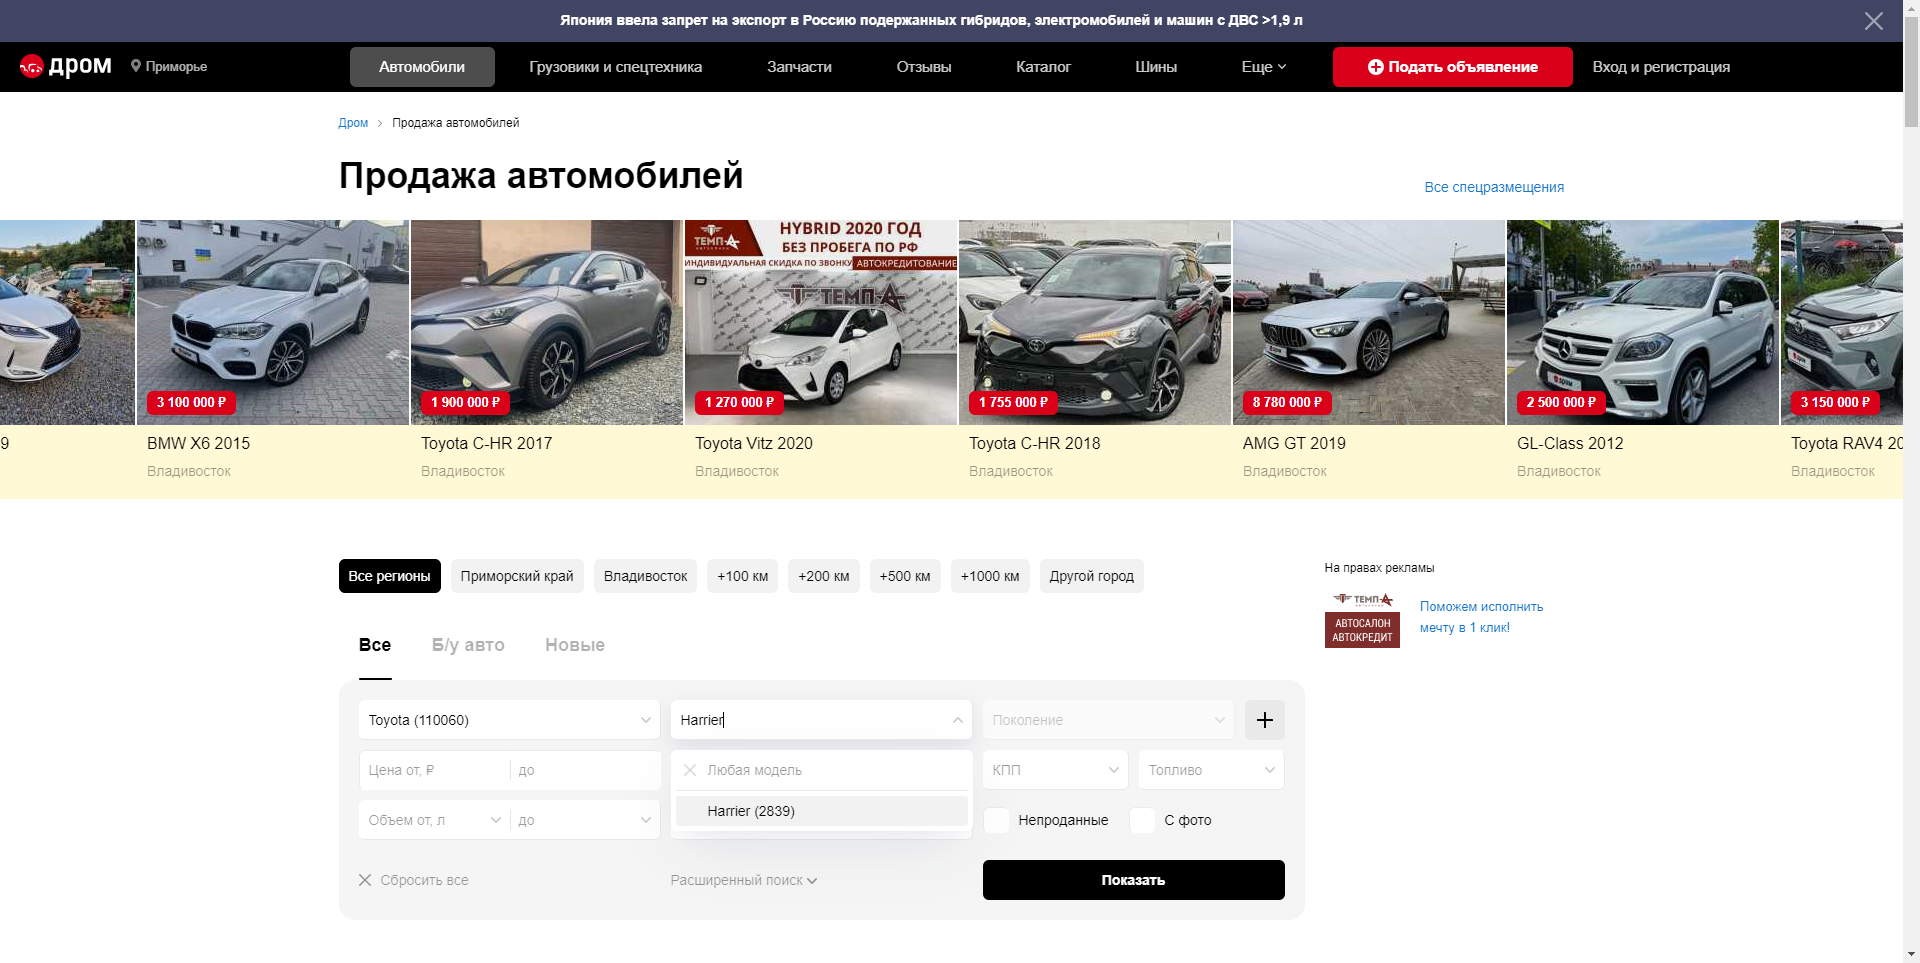 Япония ввела запрет на экспорт в Россию подержанных гибридов, электромобилей и машин с ДВС >1,9 л
дром
Приморье
Автомобили
Грузовики и спецтехника
Запчасти
Отзывы
Каталог
Шины
Еще
Подать объявление
Вход и регистрация
Дром
Продажа автомобилей
Продажа автомобилей
Все спецразмещения
ТЕМП-А
HYBRID 2020 ГОД
БЕЗ ПРОБЕГА ПО РФ
ИНДИВИДУАЛЬНАЯ СКИДКА ПО ЗВОНКУ
АВТОКРЕДИТОВАНИЕ
ТЕМП-А
3 100 000 ₽
1 900 000 ₽
1 270 000 ₽
1 755 000 ₽
8 780 000 ₽
2 500 000 ₽
3 150 000 ₽
9
BMW X6 2015
Toyota C-HR 2017
Toyota Vitz 2020
Toyota C-HR 2018
AMG GT 2019
GL-Class 2012
Toyota RAV4 20
Владивосток
Владивосток
Владивосток
Владивосток
Владивосток
Владивосток
Владивосток
Все регионы
Приморский край
Владивосток
+100 км
+200 км
+500 км
+1000 км
Другой город
На правах рекламы
ТЕМП-А
АВТОСАЛОН
АВТОКРЕДИТ
Поможем исполнить
мечту в 1 клик!
Все
Б/у авто
Новые
Toyota (110060)
Harrier
Поколение
Цена от, ₽
до
Любая модель
КПП
Топливо
Harrier (2839)
Объем от, л
до
Непроданные
С фото
Сбросить все
Расширенный поиск
Показать